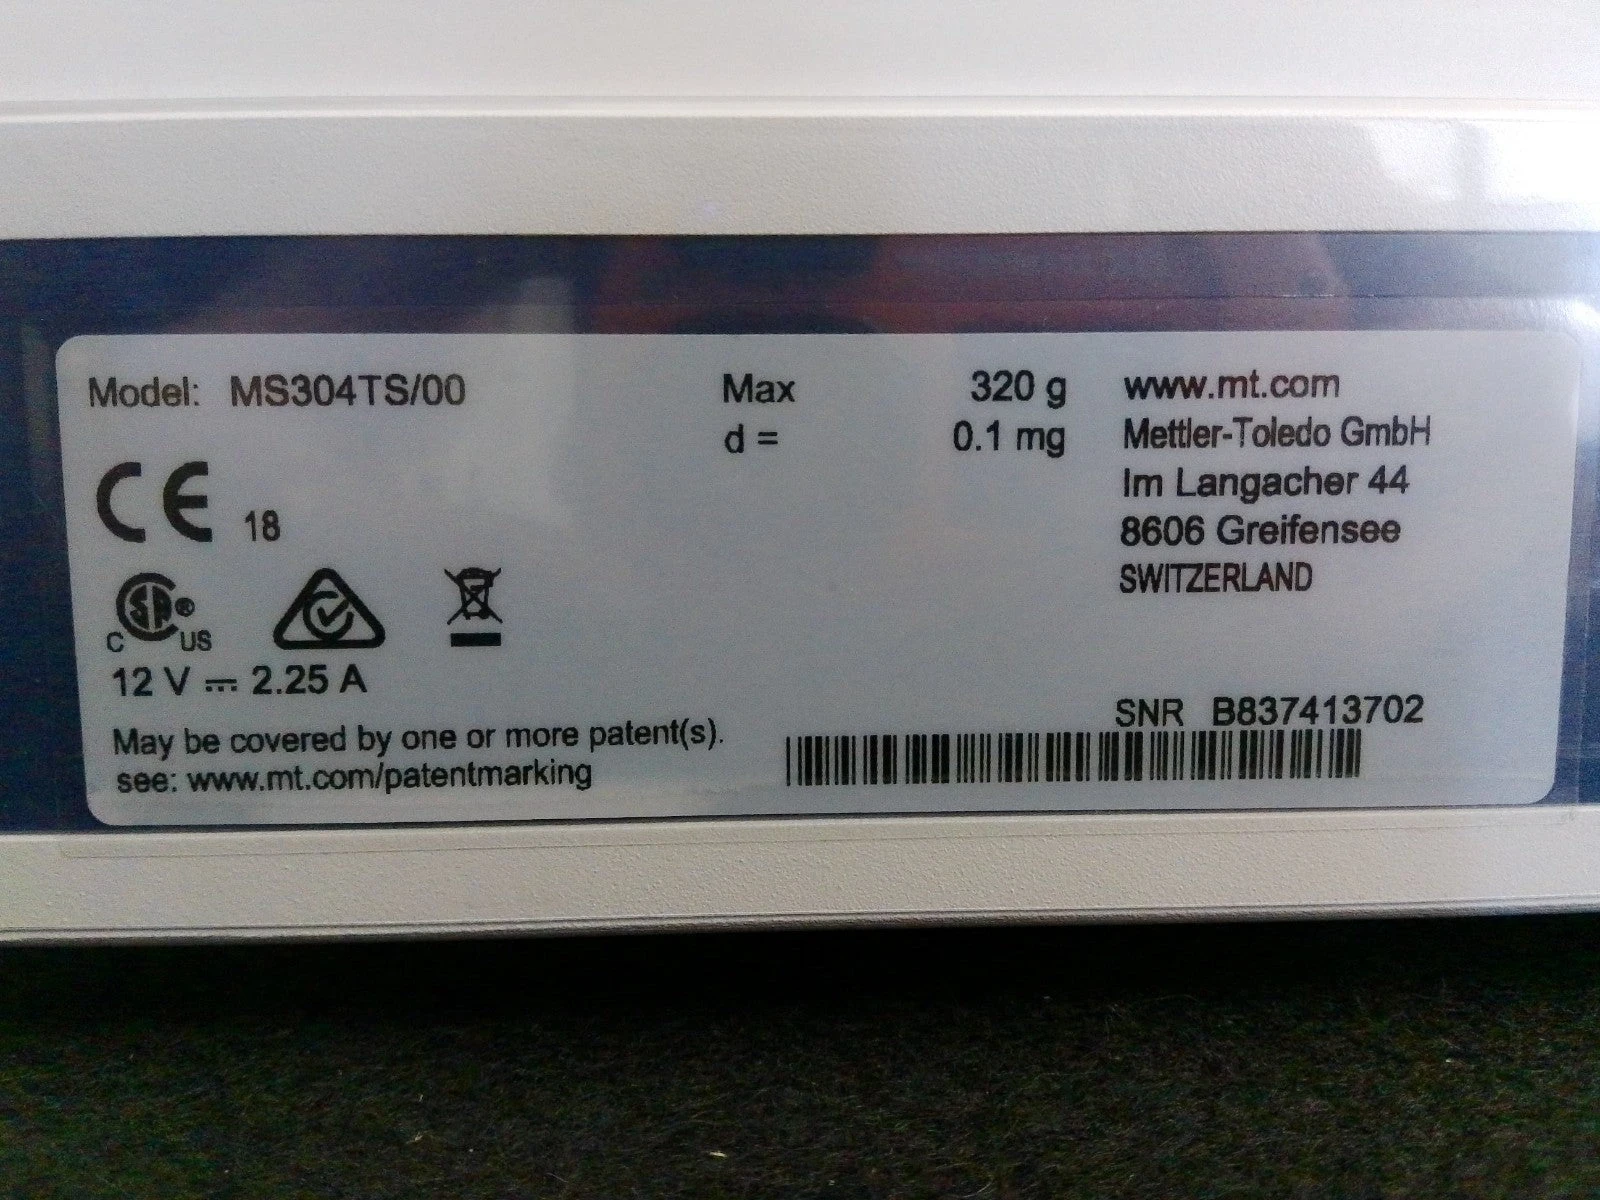 Model: MS304TS/00
Max 320 g
d = 0.1 mg
www.mt.com
Mettler-Toledo GmbH
Im Langacher 44
8606 Greifensee
SWITZERLAND
CE 18
C SA® US
12 V ⎓ 2.25 A
May be covered by one or more patent(s).
see: www.mt.com/patentmarking
SNR B837413702